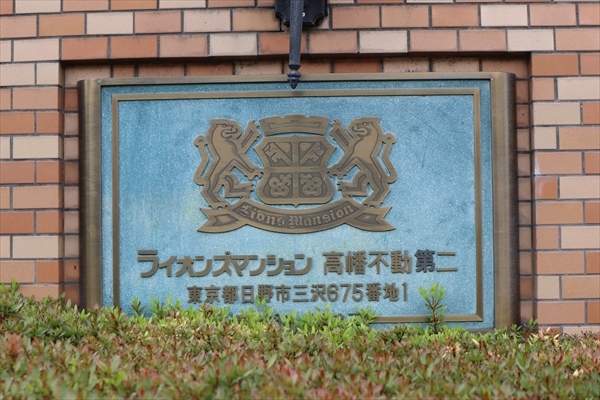 Lions Mansion
ライオンズマンション 高幡不動第二
東京都日野市三沢675番地1